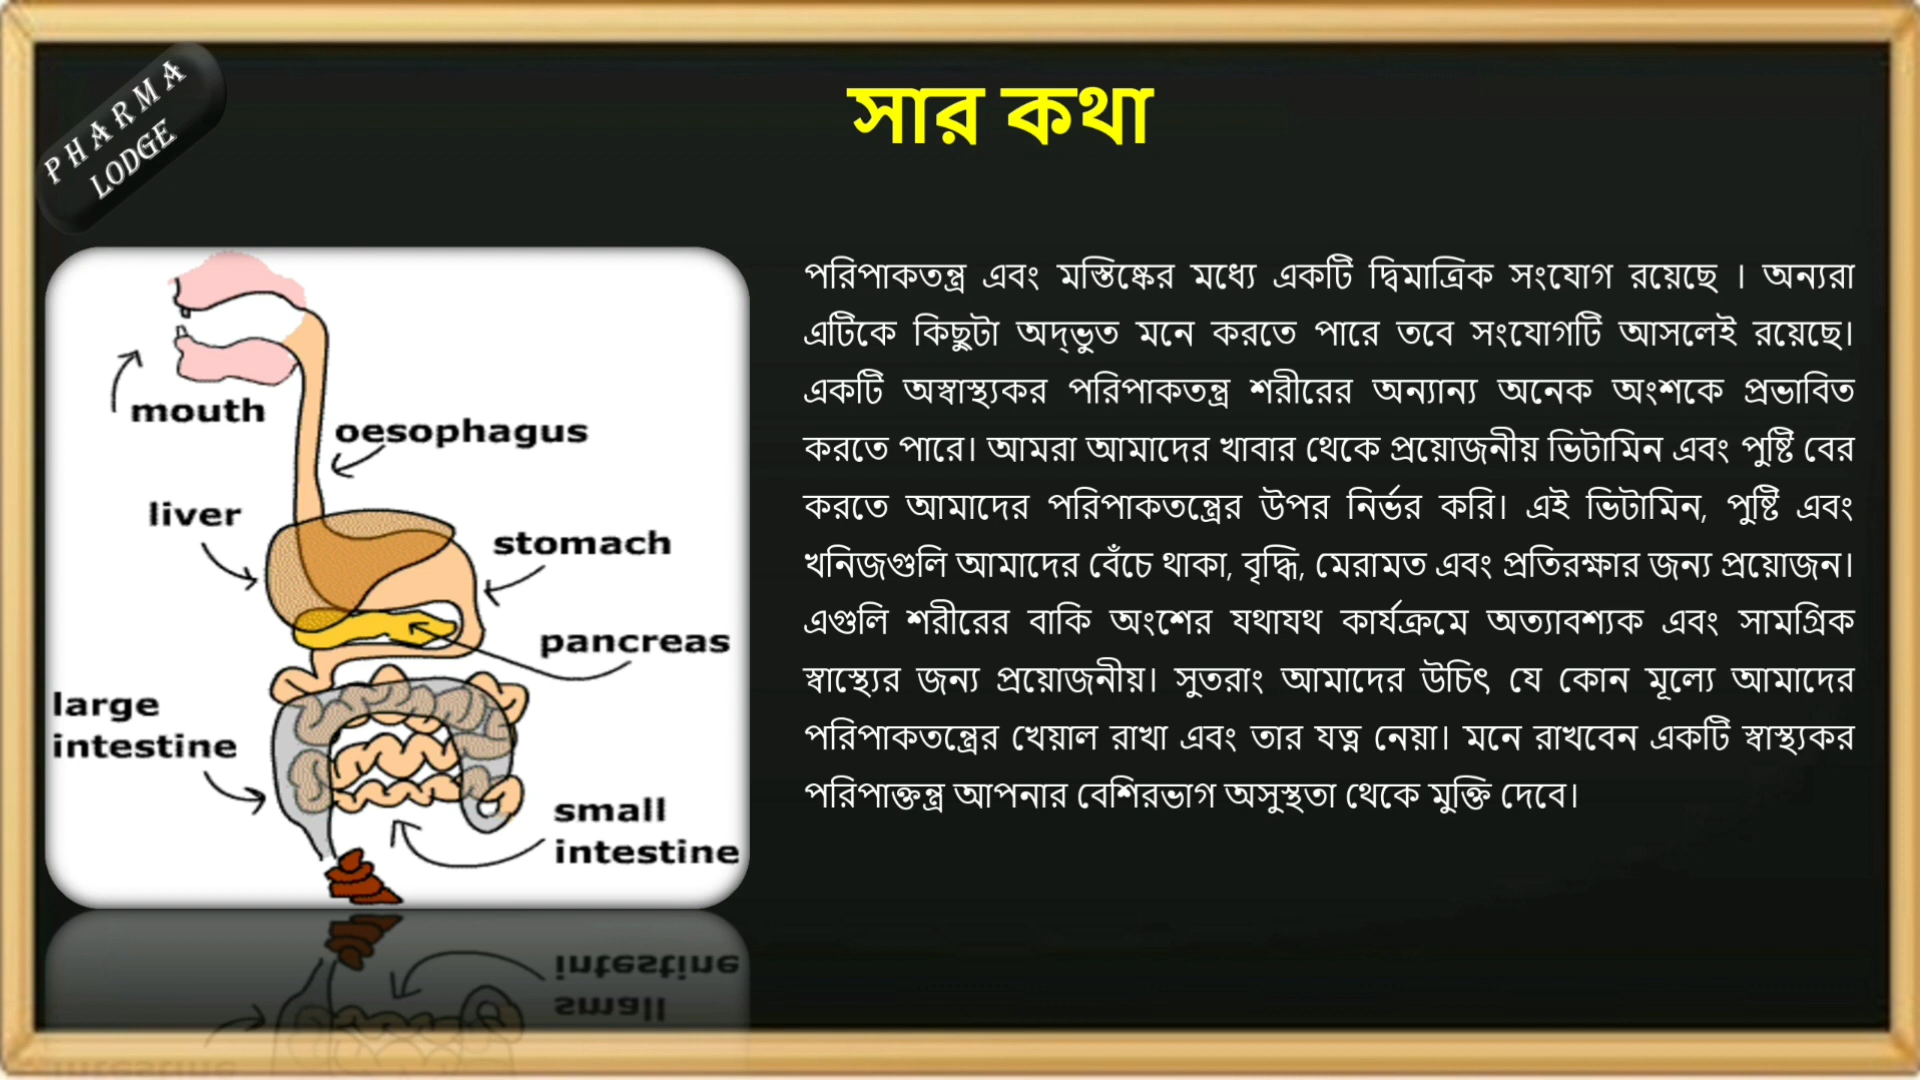 PHARMA
LODGE
সার কথা
mouth
oesophagus
liver
stomach
pancreas
large
intestine
small
intestine
পরিপাকতন্ত্র এবং মস্তিষ্কের মধ্যে একটি দ্বিমাত্রিক সংযোগ রয়েছে । অন্যরা
এটিকে কিছুটা অদ্ভুত মনে করতে পারে তবে সংযোগটি আসলেই রয়েছে।
একটি অস্বাস্থ্যকর পরিপাকতন্ত্র শরীরের অন্যান্য অনেক অংশকে প্রভাবিত
করতে পারে। আমরা আমাদের খাবার থেকে প্রয়োজনীয় ভিটামিন এবং পুষ্টি বের
করতে আমাদের পরিপাকতন্ত্রের উপর নির্ভর করি। এই ভিটামিন, পুষ্টি এবং
খনিজগুলি আমাদের বেঁচে থাকা, বৃদ্ধি, মেরামত এবং প্রতিরক্ষার জন্য প্রয়োজন।
এগুলি শরীরের বাকি অংশের যথাযথ কার্যক্রমে অত্যাবশ্যক এবং সামগ্রিক
স্বাস্থ্যের জন্য প্রয়োজনীয়। সুতরাং আমাদের উচিৎ যে কোন মূল্যে আমাদের
পরিপাকতন্ত্রের খেয়াল রাখা এবং তার যত্ন নেয়া। মনে রাখবেন একটি স্বাস্থ্যকর
পরিপাক্তন্ত্র আপনার বেশিরভাগ অসুস্থতা থেকে মুক্তি দেবে।